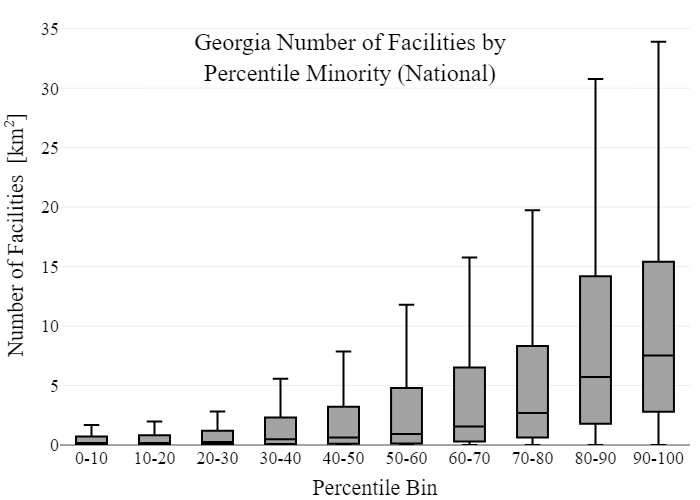 Georgia Number of Facilities by
Percentile Minority (National)
Number of Facilities [km²]
35
30
25
20
15
10
5
0
0-10 10-20 20-30 30-40 40-50 50-60 60-70 70-80 80-90 90-100
Percentile Bin